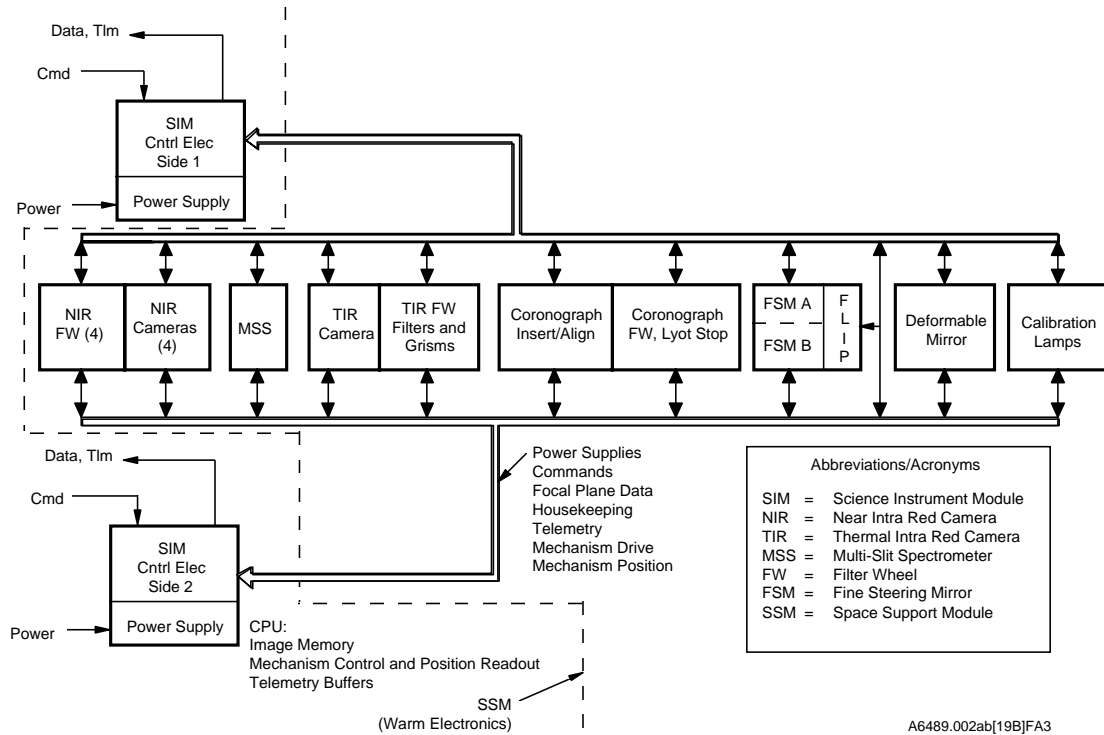 Data, Tlm
Cmd
SIM
Cntrl Elec
Side 1
Power Supply
Power
NIR
FW (4)
NIR
Cameras
(4)
MSS
TIR
Camera
TIR FW
Filters and
Grisms
Coronograph
Insert/Align
Coronograph
FW, Lyot Stop
FSM A
FSM B
F
L
I
P
Deformable
Mirror
Calibration
Lamps
Data, Tlm
Cmd
SIM
Cntrl Elec
Side 2
Power Supply
Power
Power Supplies
Commands
Focal Plane Data
Housekeeping
Telemetry
Mechanism Drive
Mechanism Position
CPU:
Image Memory
Mechanism Control and Position Readout
Telemetry Buffers
SSM
(Warm Electronics)
Abbreviations/Acronyms
SIM = Science Instrument Module
NIR = Near Intra Red Camera
TIR = Thermal Intra Red Camera
MSS = Multi-Slit Spectrometer
FW = Filter Wheel
FSM = Fine Steering Mirror
SSM = Space Support Module
A6489.002ab[19B]FA3